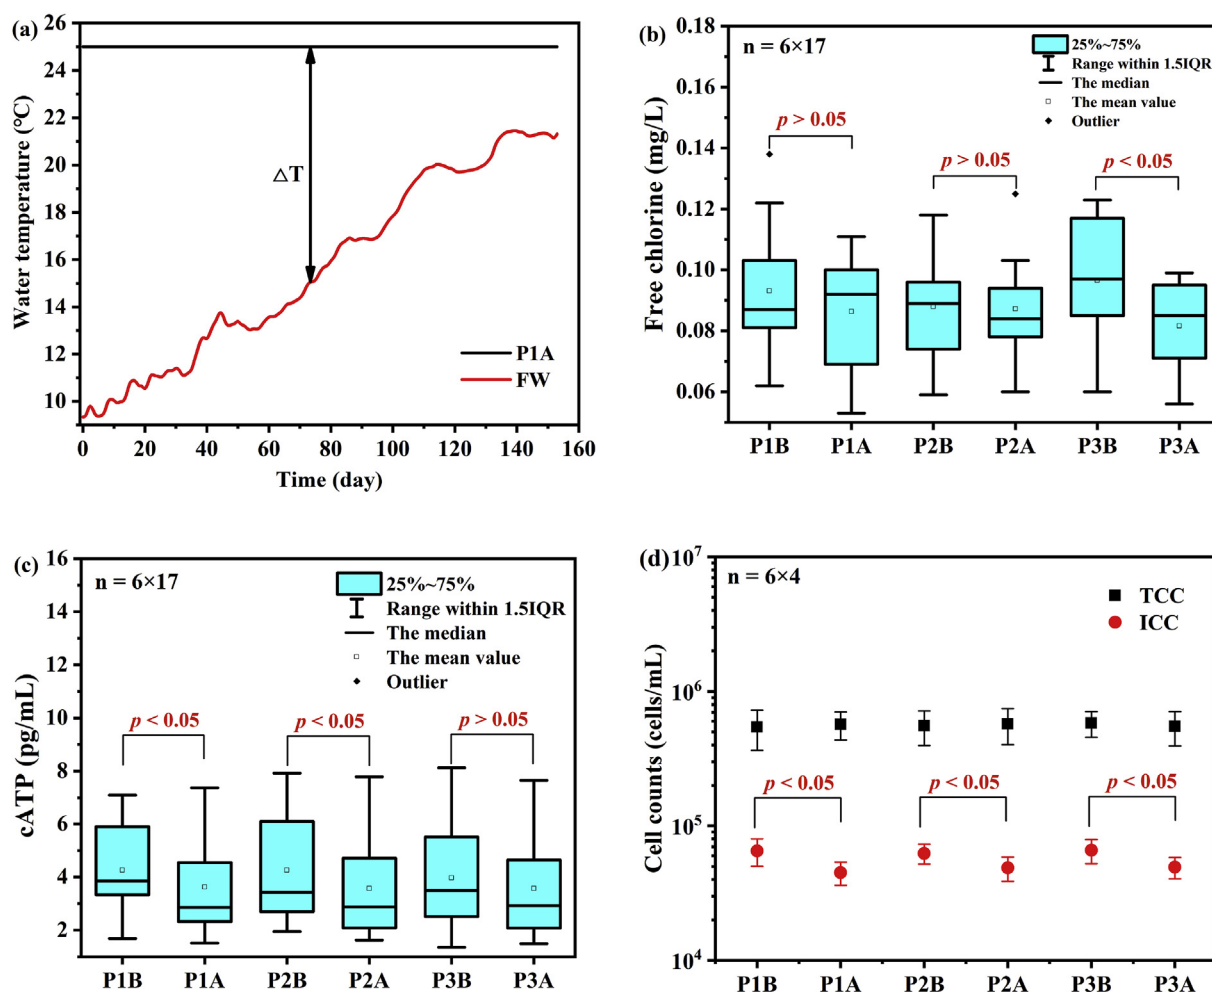 (a)
26
24
22
20
18
16
14
12
10
Water temperature (℃)
△T
P1A
FW
0
20
40
60
80
100
120
140
160
Time (day)
(b)
n = 6×17
25%~75%
Range within 1.5IQR
The median
The mean value
Outlier
0.18
0.16
0.14
0.12
0.10
0.08
0.06
Free chlorine (mg/L)
p > 0.05
p > 0.05
p < 0.05
P1B
P1A
P2B
P2A
P3B
P3A
(c)
n = 6×17
25%~75%
Range within 1.5IQR
The median
The mean value
Outlier
16
14
12
10
8
6
4
2
cATP (pg/mL)
p < 0.05
p < 0.05
p > 0.05
P1B
P1A
P2B
P2A
P3B
P3A
(d)
n = 6×4
TCC
ICC
10⁷
10⁶
10⁵
10⁴
Cell counts (cells/mL)
p < 0.05
p < 0.05
p < 0.05
P1B
P1A
P2B
P2A
P3B
P3A